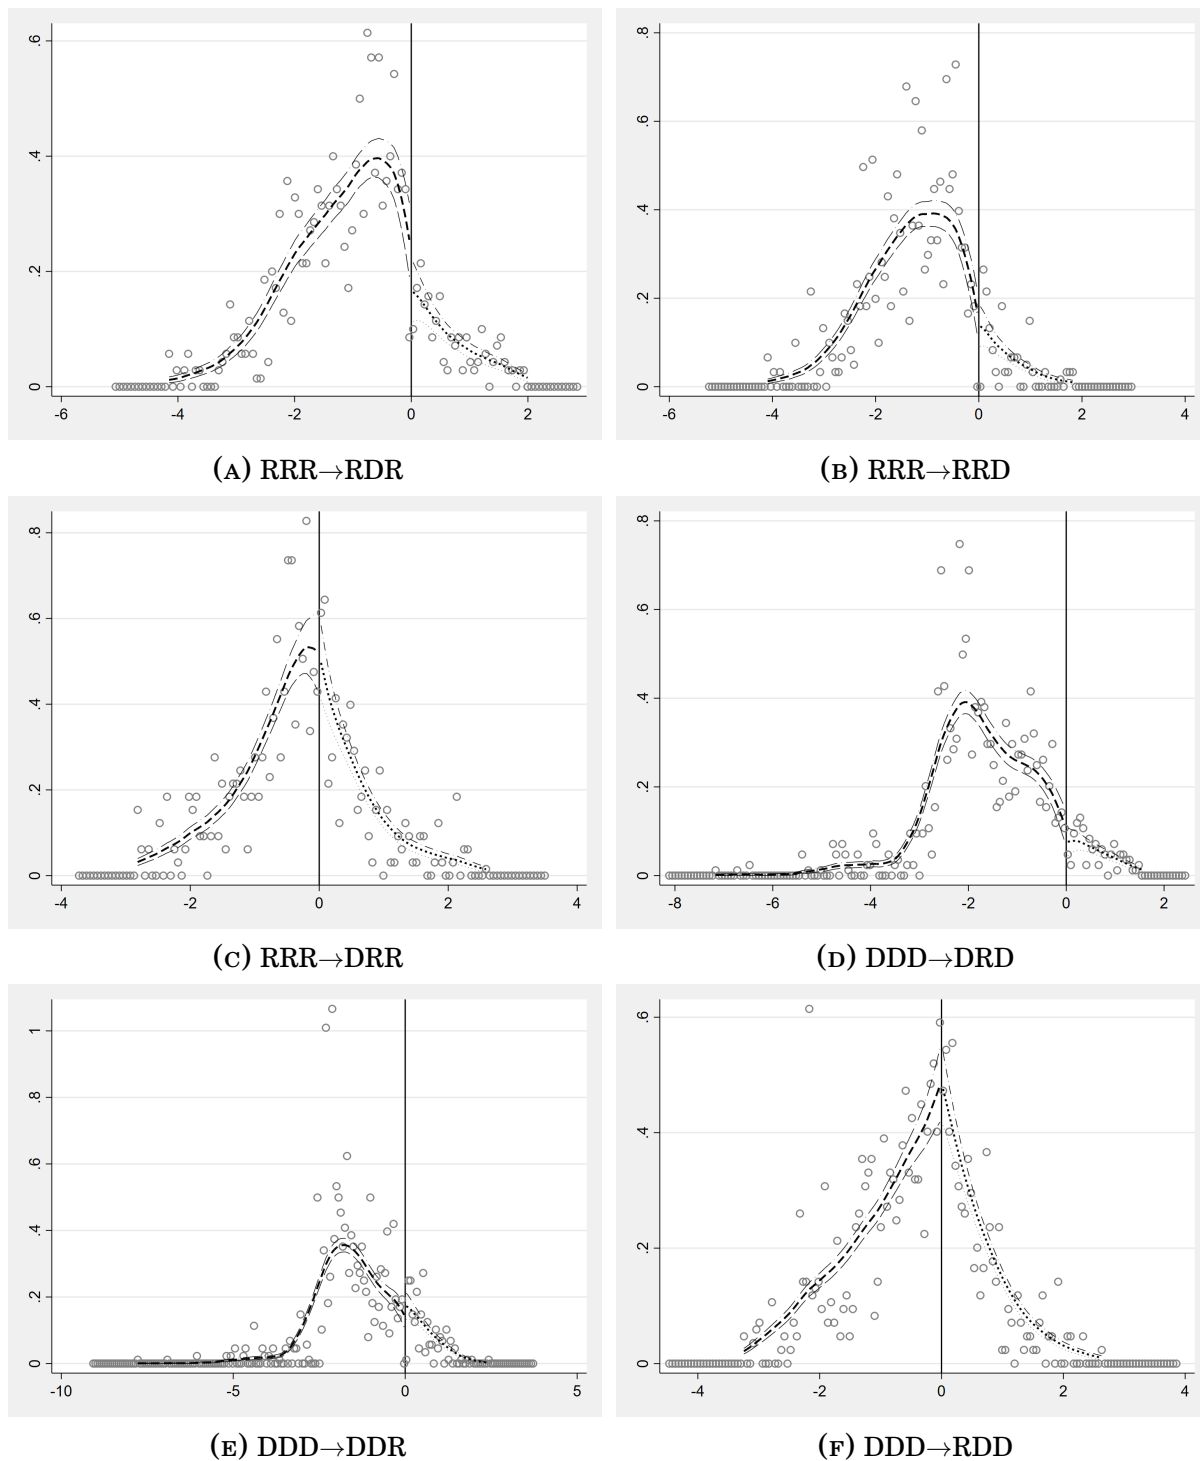 .6
.4
.2
0
-6 -4 -2 0 2
.8
.6
.4
.2
0
-6 -4 -2 0 2 4
(A) RRR→RDR
(B) RRR→RRD
.8
.6
.4
.2
0
-4 -2 0 2 4
.8
.6
.4
.2
0
-8 -6 -4 -2 0 2
(C) RRR→DRR
(D) DDD→DRD
1
.8
.6
.4
.2
0
-10 -5 0 5
.6
.4
.2
0
-4 -2 0 2 4
(E) DDD→DDR
(F) DDD→RDD